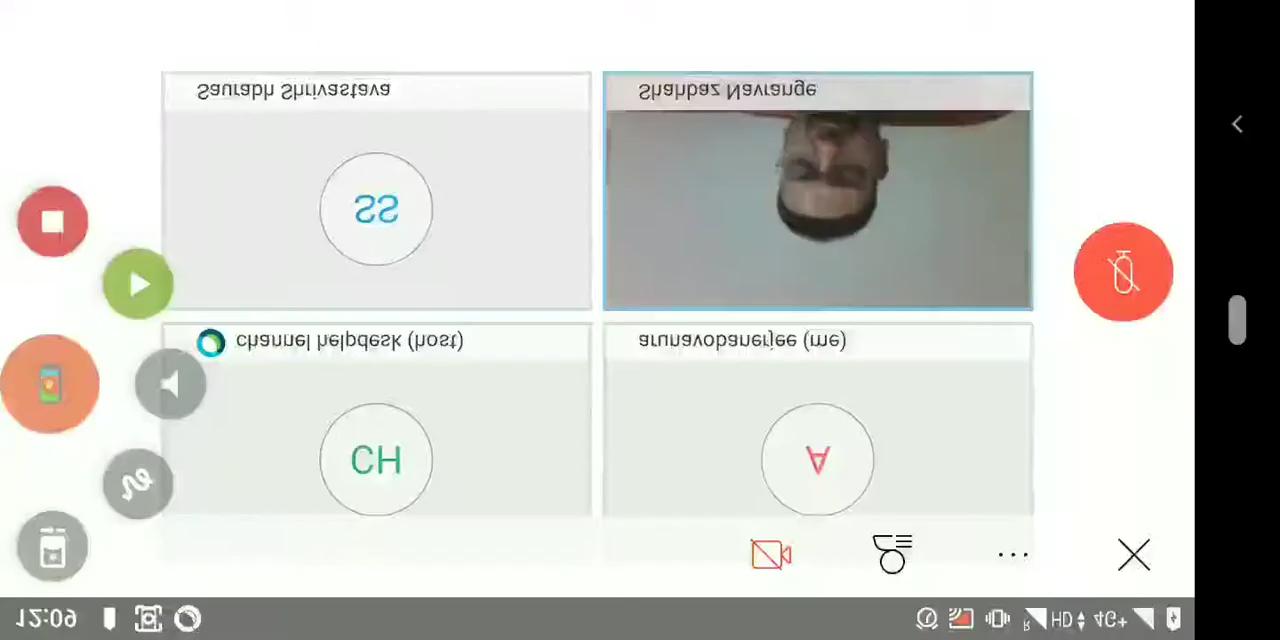 12:09 HD 4G+ R
channel helpdesk (host)
CH
arunavobanerjee (me)
A
Saurabh Shrivastava
SS
Shahbaz Navrange